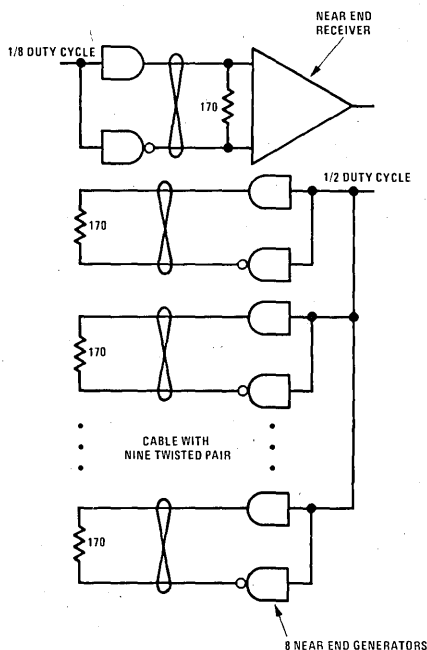 NEAR END
RECEIVER
1/8 DUTY CYCLE
170
1/2 DUTY CYCLE
170
170
CABLE WITH
NINE TWISTED PAIR
170
8 NEAR END GENERATORS